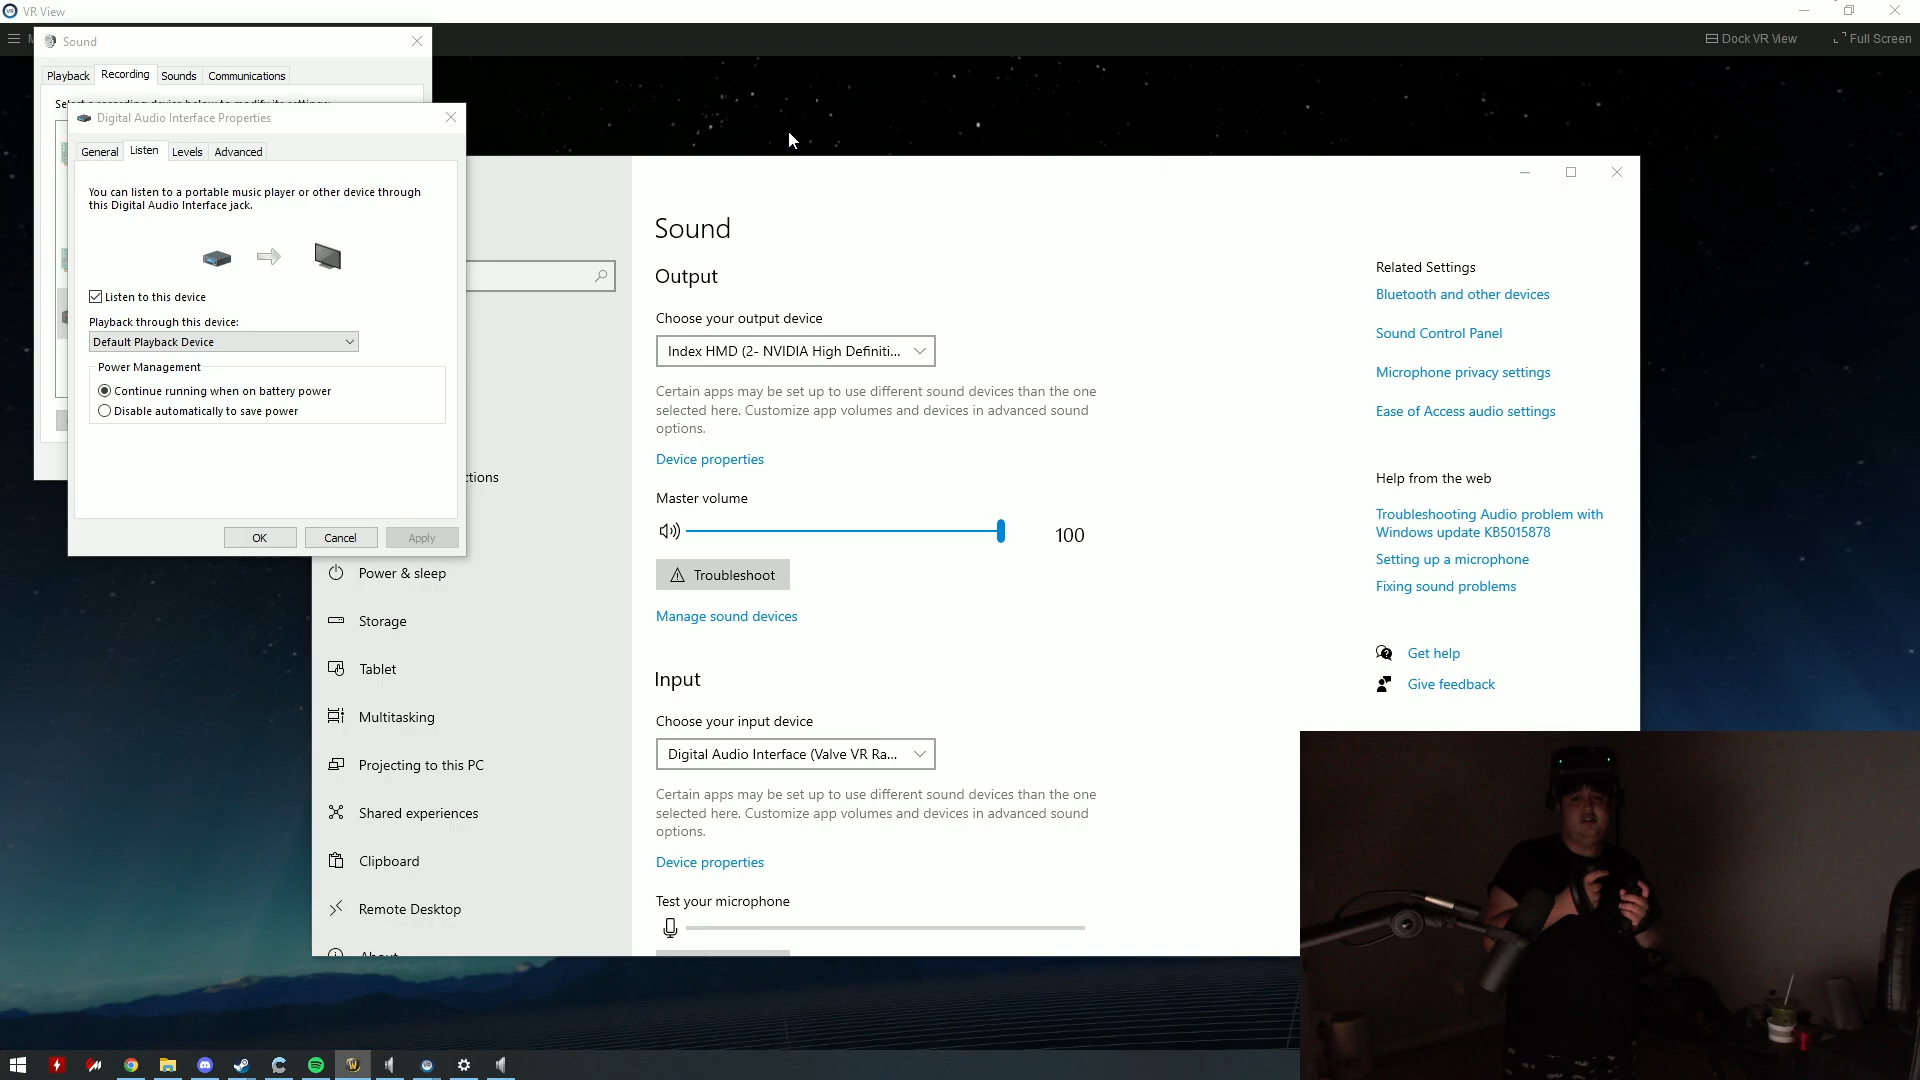 VR View
Dock VR View
Full Screen
Sound
Playback
Recording
Sounds
Communications
Digital Audio Interface Properties
General
Listen
Levels
Advanced
You can listen to a portable music player or other device through
this Digital Audio Interface jack.
Listen to this device
Playback through this device:
Default Playback Device
Power Management
Continue running when on battery power
Disable automatically to save power
OK
Cancel
Apply
Power & sleep
Storage
Tablet
Multitasking
Projecting to this PC
Shared experiences
Clipboard
Remote Desktop
Sound
Output
Choose your output device
Index HMD (2- NVIDIA High Definiti...
Certain apps may be set up to use different sound devices than the one
selected here. Customize app volumes and devices in advanced sound
options.
Device properties
Master volume
100
Troubleshoot
Manage sound devices
Input
Choose your input device
Digital Audio Interface (Valve VR Ra...
Certain apps may be set up to use different sound devices than the one
selected here. Customize app volumes and devices in advanced sound
options.
Device properties
Test your microphone
Related Settings
Bluetooth and other devices
Sound Control Panel
Microphone privacy settings
Ease of Access audio settings
Help from the web
Troubleshooting Audio problem with
Windows update KB5015878
Setting up a microphone
Fixing sound problems
Get help
Give feedback